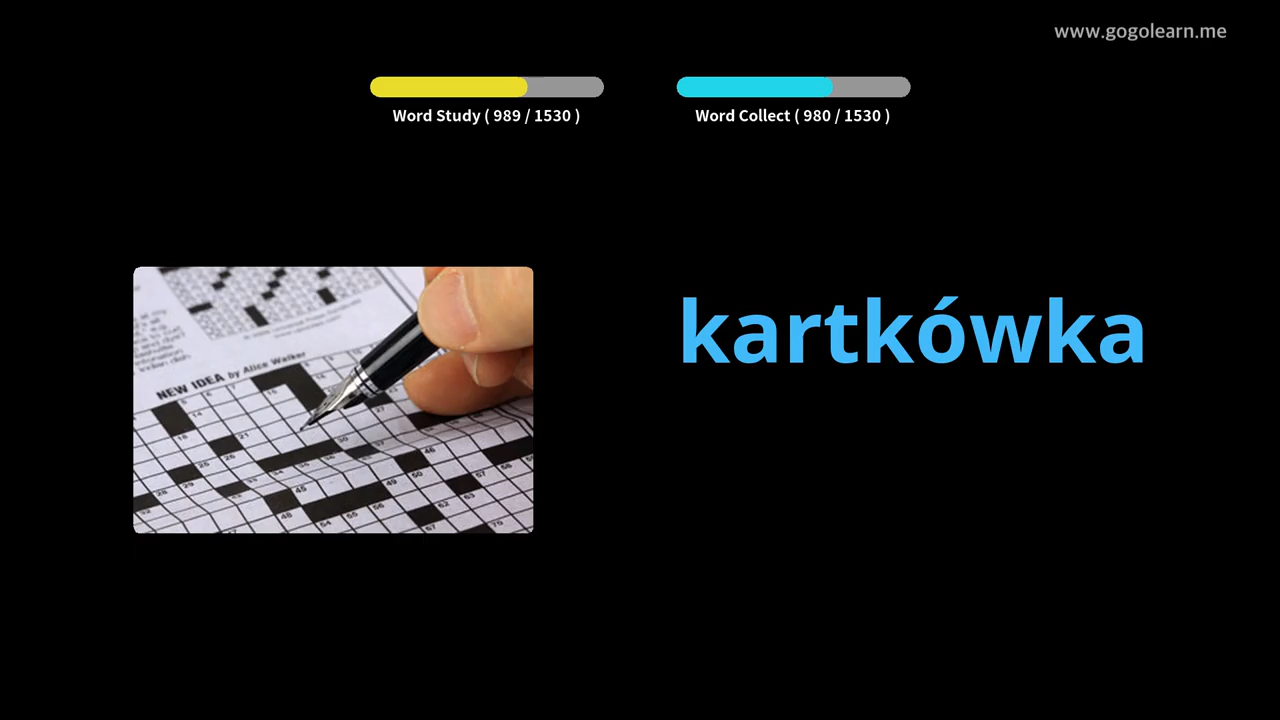 www.gogolearn.me
Word Study ( 989 / 1530 )
Word Collect ( 980 / 1530 )
kartkówka
NEW IDEA by Alice Walker